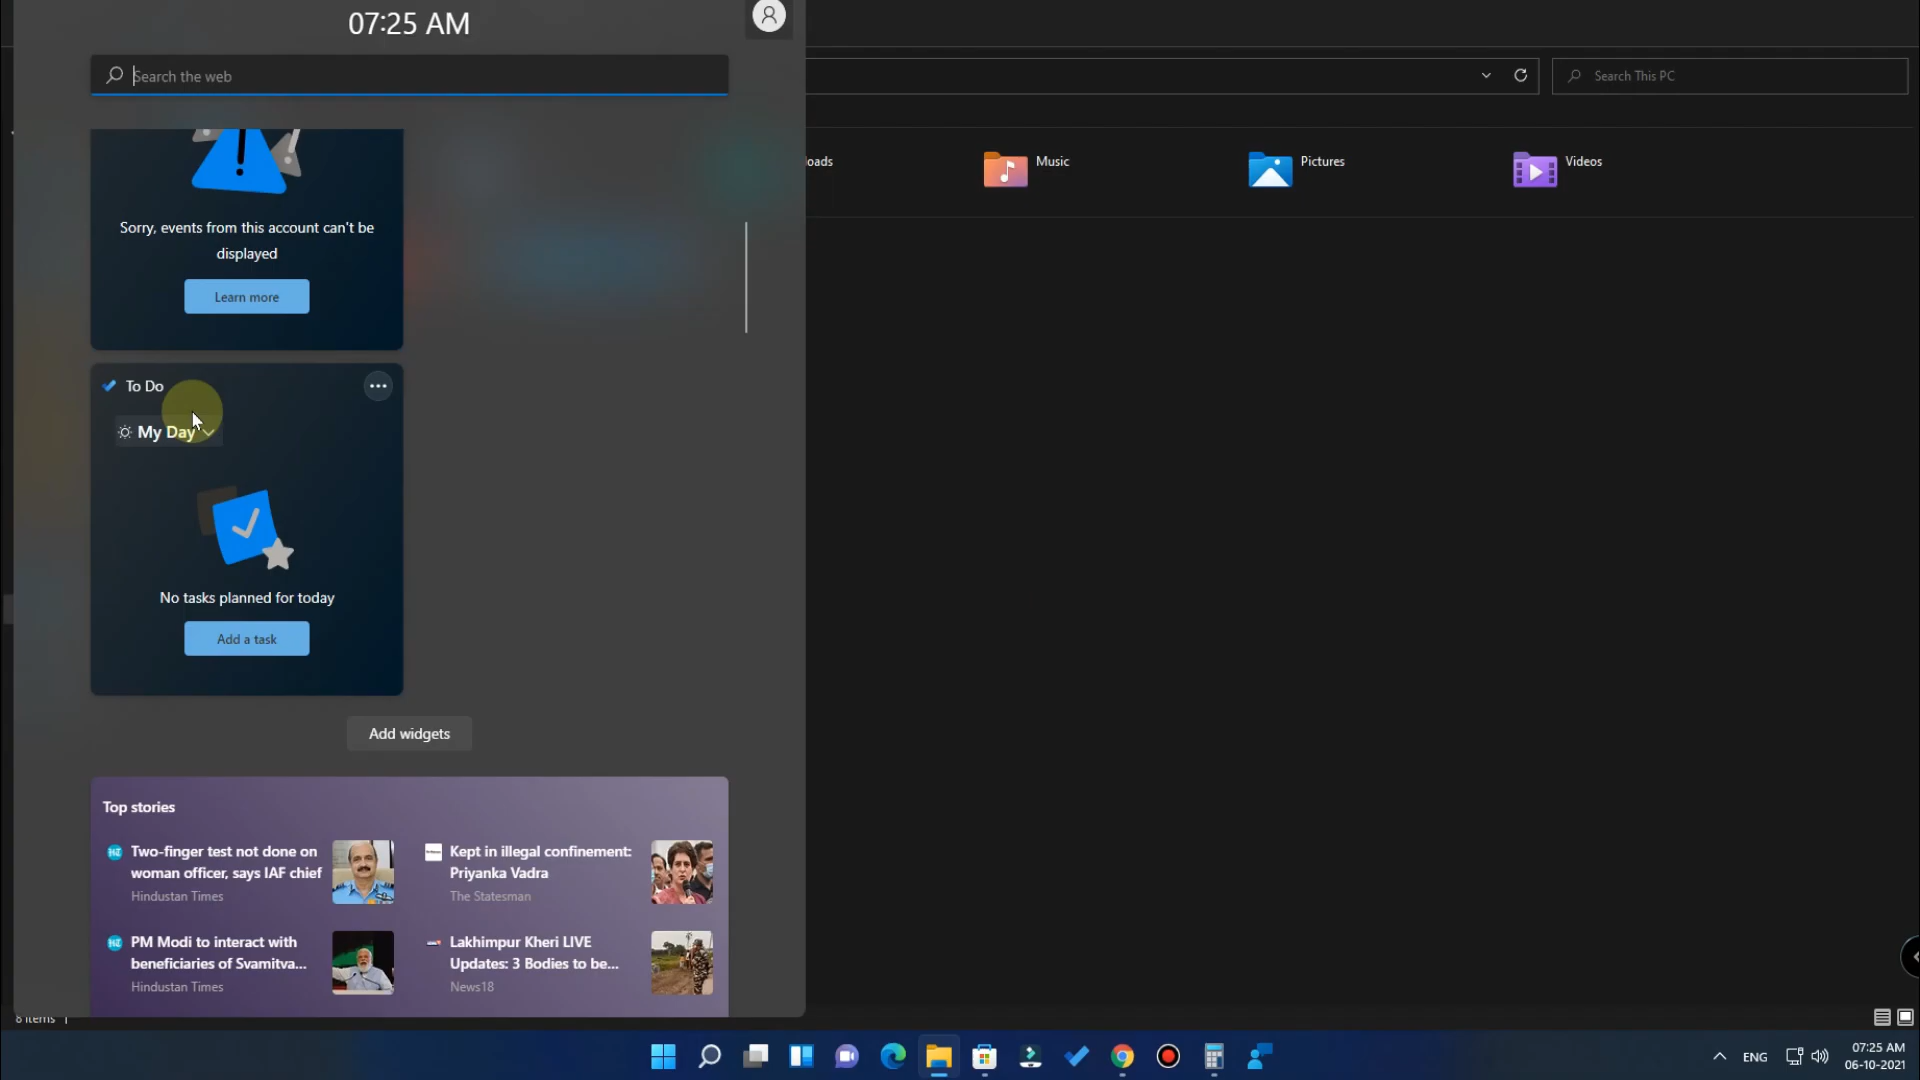 07:25 AM
Search the web
Search This PC
oads
Music
Pictures
Videos
Sorry, events from this account can't be
displayed
Learn more
To Do
My Day
No tasks planned for today
Add a task
Add widgets
Top stories
HT
Two-finger test not done on
woman officer, says IAF chief
Hindustan Times
Kept in illegal confinement:
Priyanka Vadra
The Statesman
HT
PM Modi to interact with
beneficiaries of Svamitva...
Hindustan Times
Lakhimpur Kheri LIVE
Updates: 3 Bodies to be...
News18
8 items
ENG
07:25 AM
06-10-2021